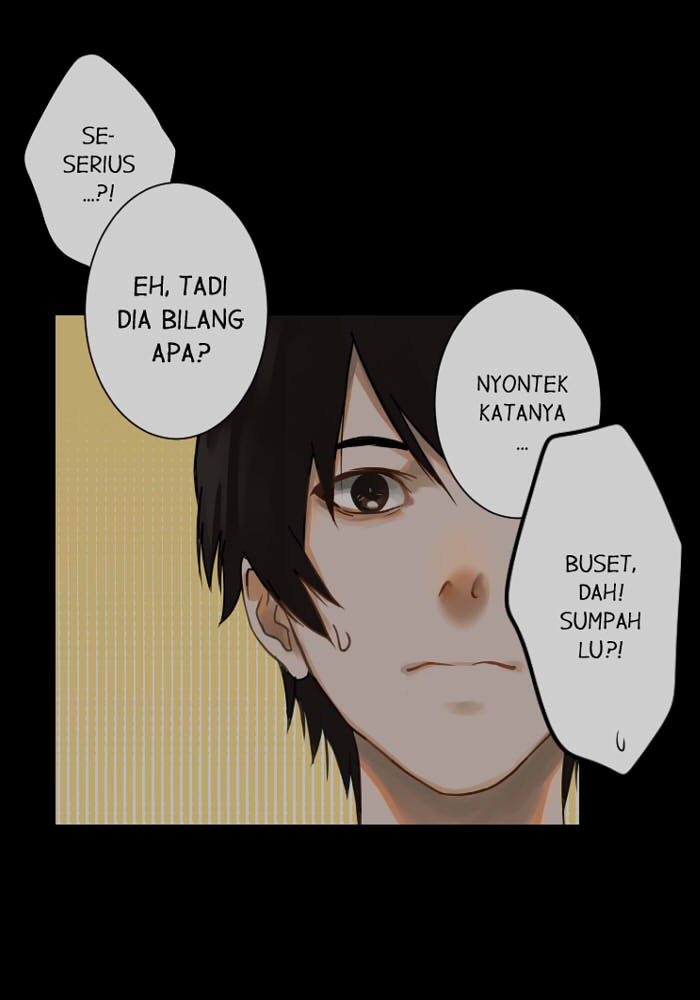 SE-
SERIUS
...?!
EH, TADI
DIA BILANG
APA?
NYONTEK
KATANYA
...
BUSET,
DAH!
SUMPAH
LU?!